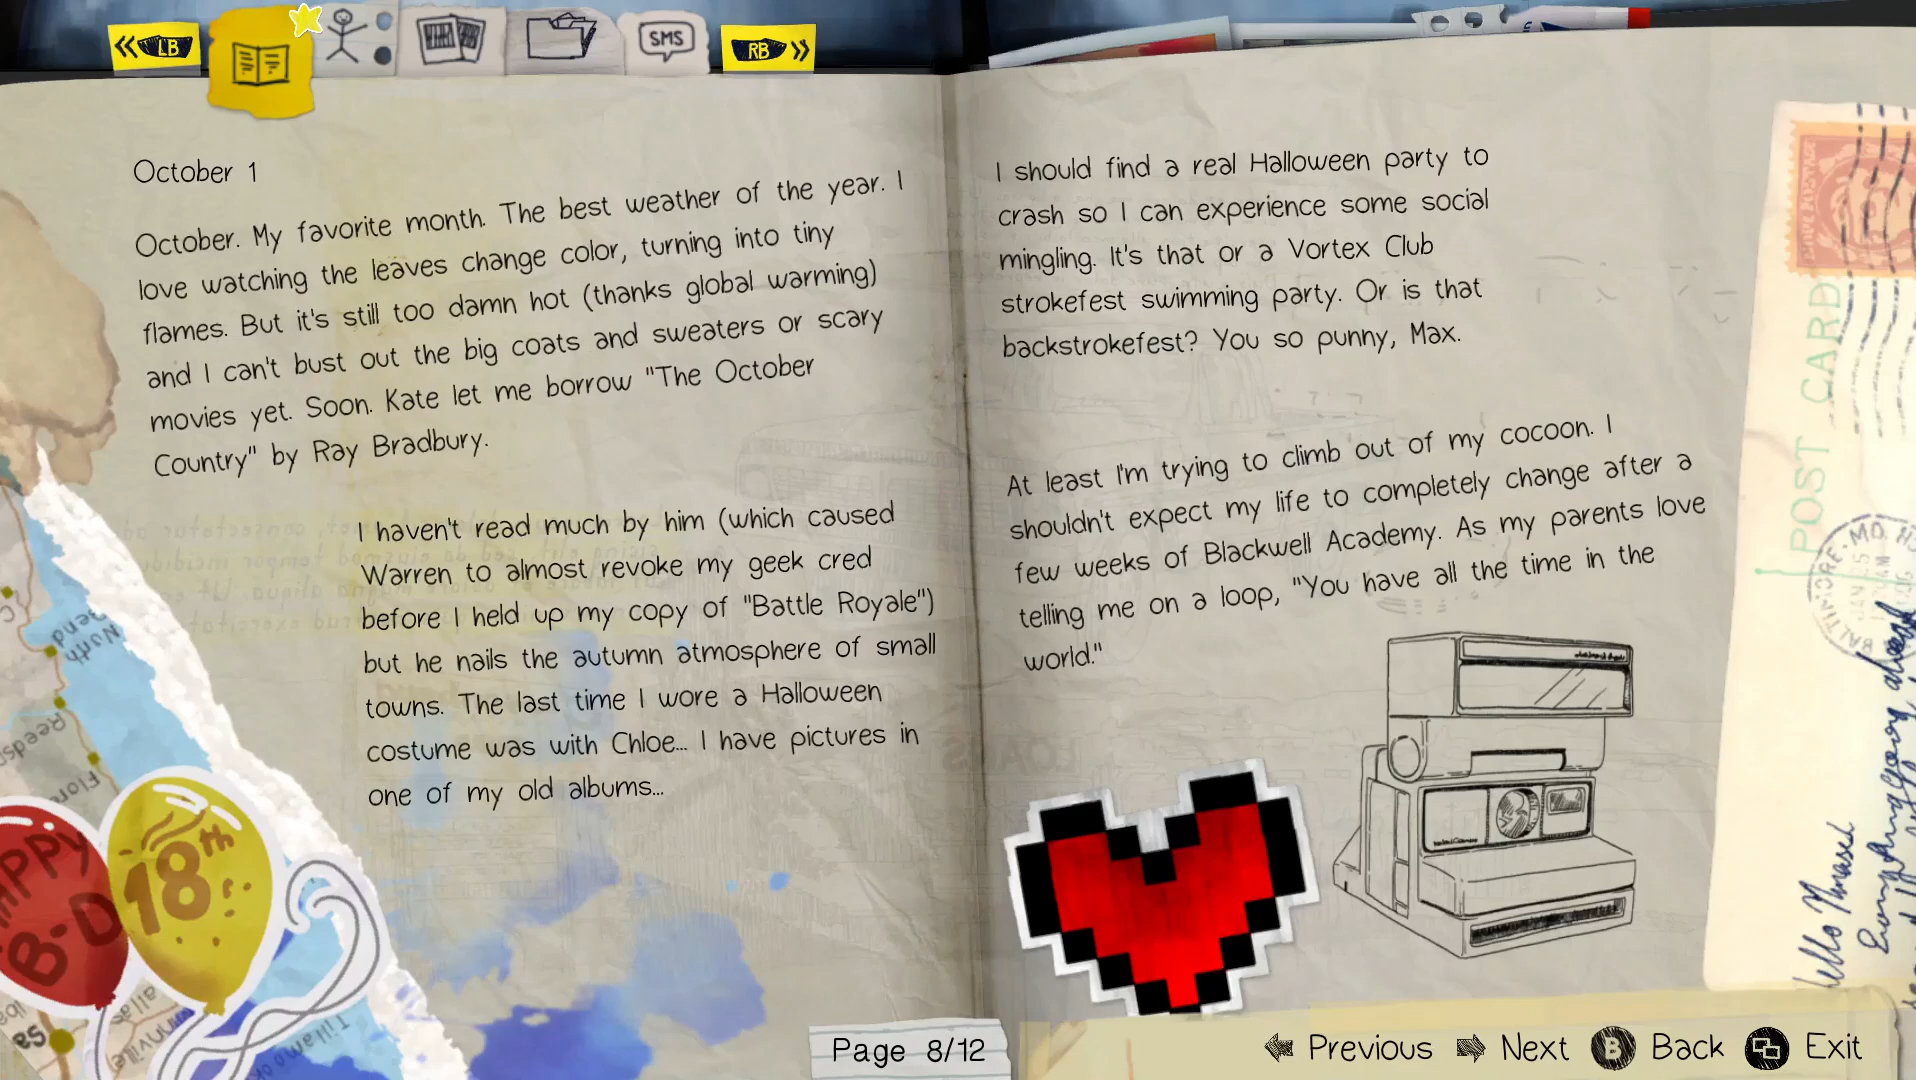 LB
SMS
RB
October 1
October. My favorite month. The best weather of the year. I
love watching the leaves change color, turning into tiny
flames. But it's still too damn hot (thanks global warming)
and I can't bust out the big coats and sweaters or scary
movies yet. Soon. Kate let me borrow "The October
Country" by Ray Bradbury.
I haven't read much by him (which caused
Warren to almost revoke my geek cred
before I held up my copy of "Battle Royale")
but he nails the autumn atmosphere of small
towns. The last time I wore a Halloween
costume was with Chloe... I have pictures in
one of my old albums...
I should find a real Halloween party to
crash so I can experience some social
mingling. It's that or a Vortex Club
strokefest swimming party. Or is that
backstrokefest? You so punny, Max.
At least I'm trying to climb out of my cocoon. I
shouldn't expect my life to completely change after a
few weeks of Blackwell Academy. As my parents love
telling me on a loop, "You have all the time in the
world."
POST CARD
HAPPY
B-D
18th
North
Bend
Tillamo
Page 8/12
Previous
Next
B
Back
Exit